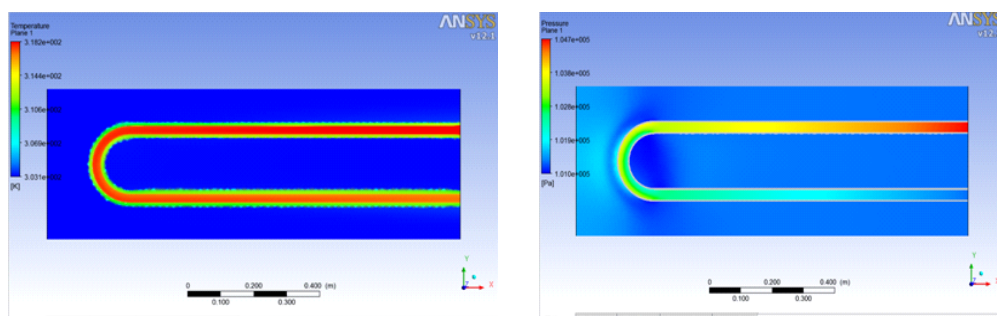 ANSYS
v12.1
Temperature
Plane 1
3.182e+002
3.144e+002
3.106e+002
3.069e+002
3.031e+002
[K]
0 0.200 0.400 (m)
0.100 0.300
Y
Z X
ANSYS
v12.1
Pressure
Plane 1
1.047e+005
1.038e+005
1.029e+005
1.019e+005
1.010e+005
[Pa]
0 0.200 0.400 (m)
0.100 0.300
Y